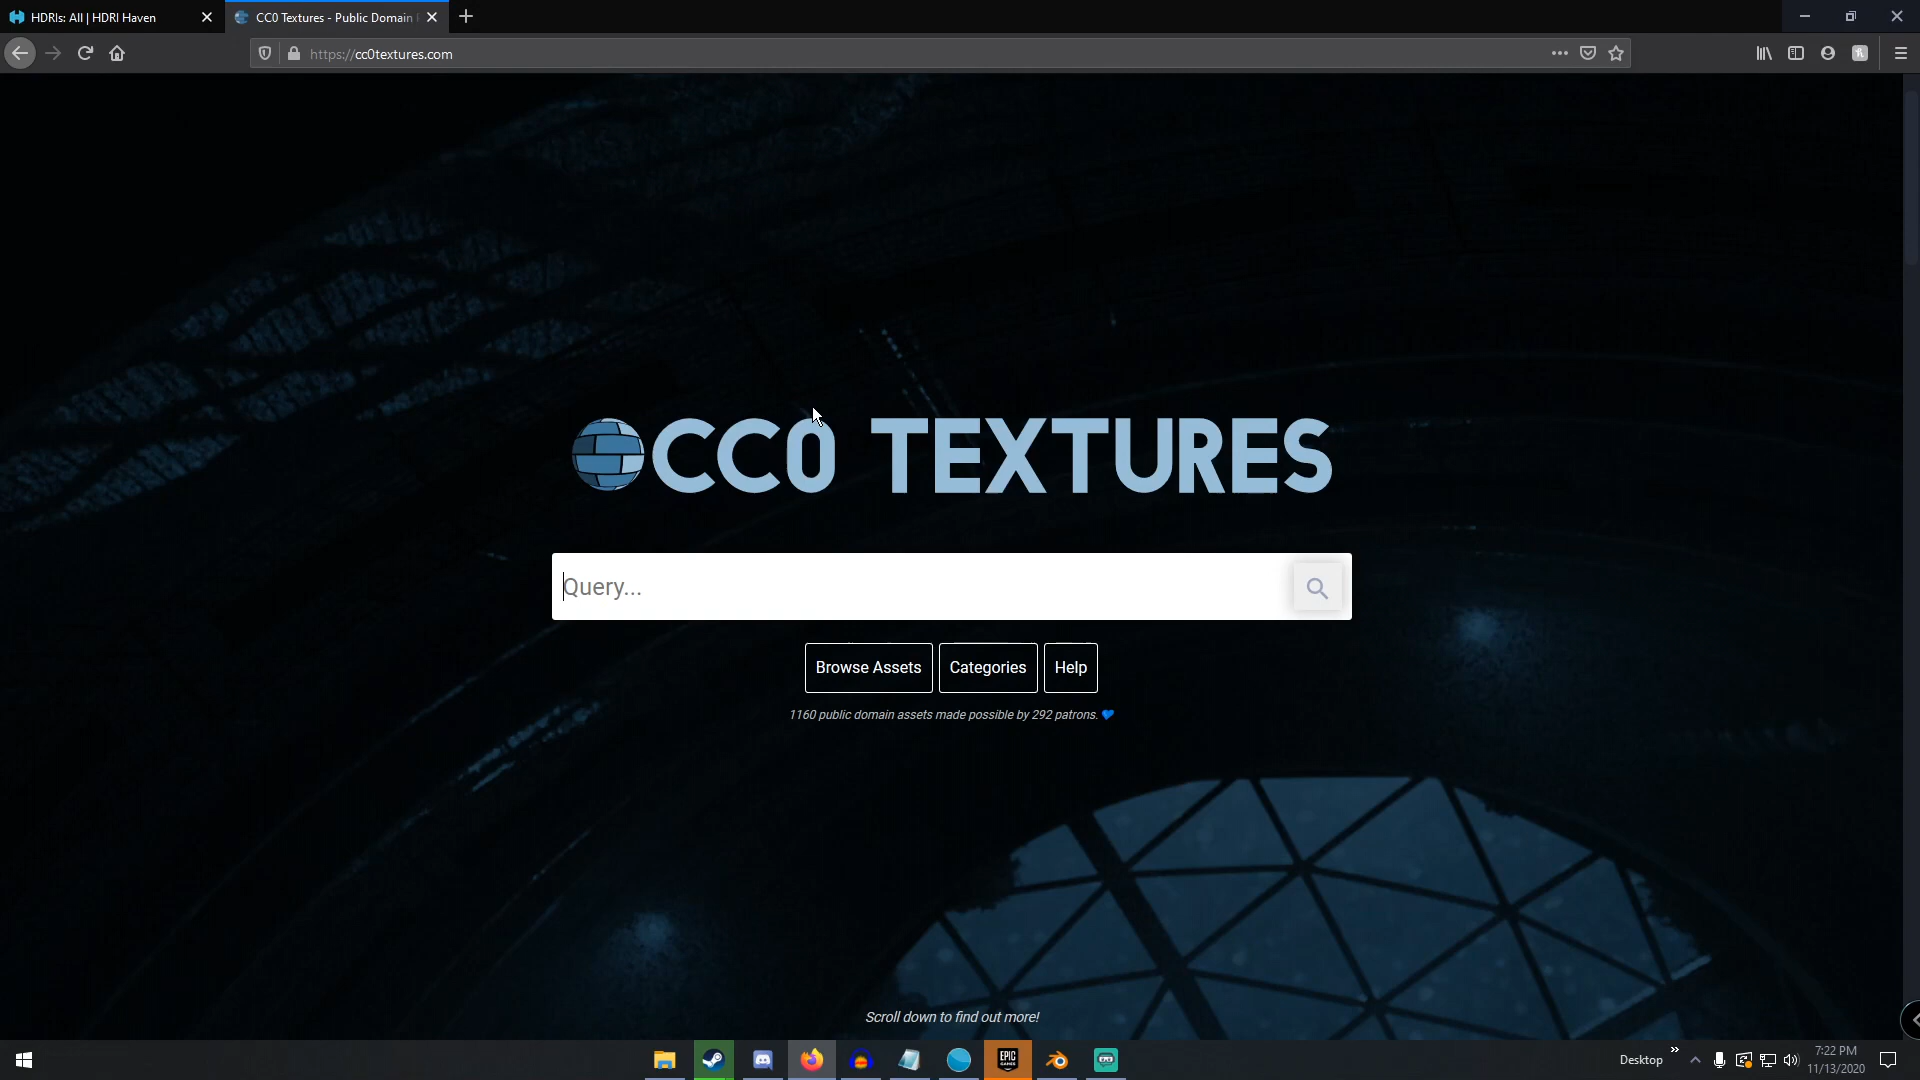 HDRIs: All | HDRI Haven
CC0 Textures - Public Domain
https://cc0textures.com
CC0 TEXTURES
Query...
Browse Assets
Categories
Help
1160 public domain assets made possible by 292 patrons.
Scroll down to find out more!
EPIC
GAMES
Desktop
7:22 PM
11/13/2020